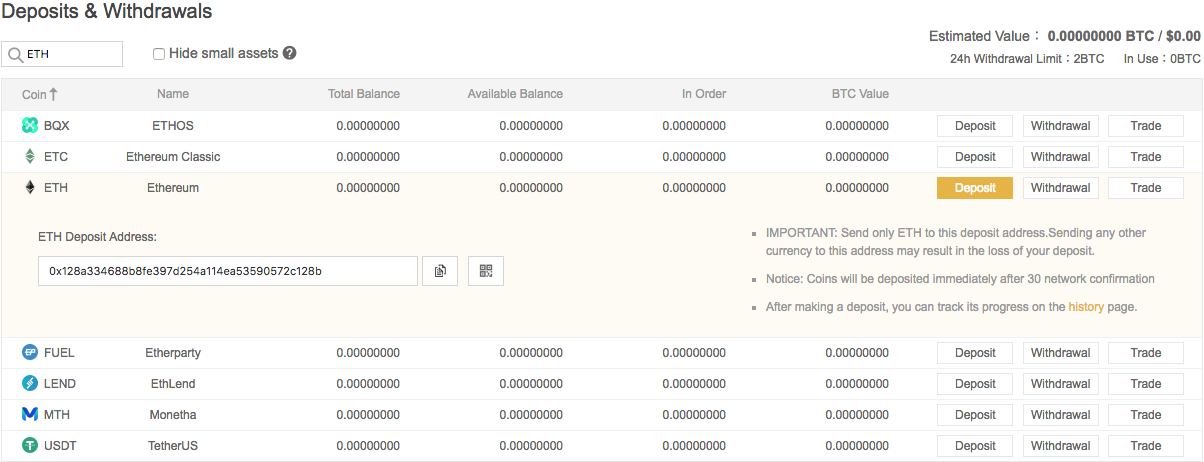 Deposits & Withdrawals
Estimated Value： 0.00000000 BTC / $0.00
ETH Hide small assets ?
24h Withdrawal Limit：2BTC In Use：0BTC
Coin Name Total Balance Available Balance In Order BTC Value
BQX ETHOS 0.00000000 0.00000000 0.00000000 0.00000000 Deposit Withdrawal Trade
ETC Ethereum Classic 0.00000000 0.00000000 0.00000000 0.00000000 Deposit Withdrawal Trade
ETH Ethereum 0.00000000 0.00000000 0.00000000 0.00000000 Deposit Withdrawal Trade
ETH Deposit Address:
0x128a334688b8fe397d254a114ea53590572c128b
IMPORTANT: Send only ETH to this deposit address.Sending any other
currency to this address may result in the loss of your deposit.
Notice: Coins will be deposited immediately after 30 network confirmation
After making a deposit, you can track its progress on the history page.
FUEL Etherparty 0.00000000 0.00000000 0.00000000 0.00000000 Deposit Withdrawal Trade
LEND EthLend 0.00000000 0.00000000 0.00000000 0.00000000 Deposit Withdrawal Trade
MTH Monetha 0.00000000 0.00000000 0.00000000 0.00000000 Deposit Withdrawal Trade
USDT TetherUS 0.00000000 0.00000000 0.00000000 0.00000000 Deposit Withdrawal Trade